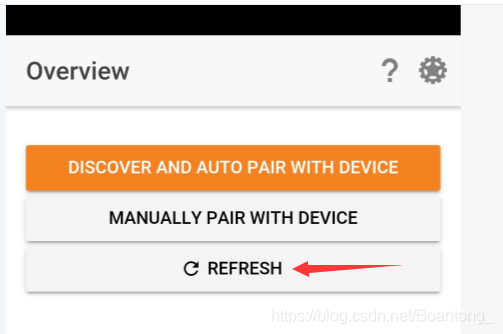 Overview ?
DISCOVER AND AUTO PAIR WITH DEVICE
MANUALLY PAIR WITH DEVICE
REFRESH
https://blog.csdn.net/Boantong_